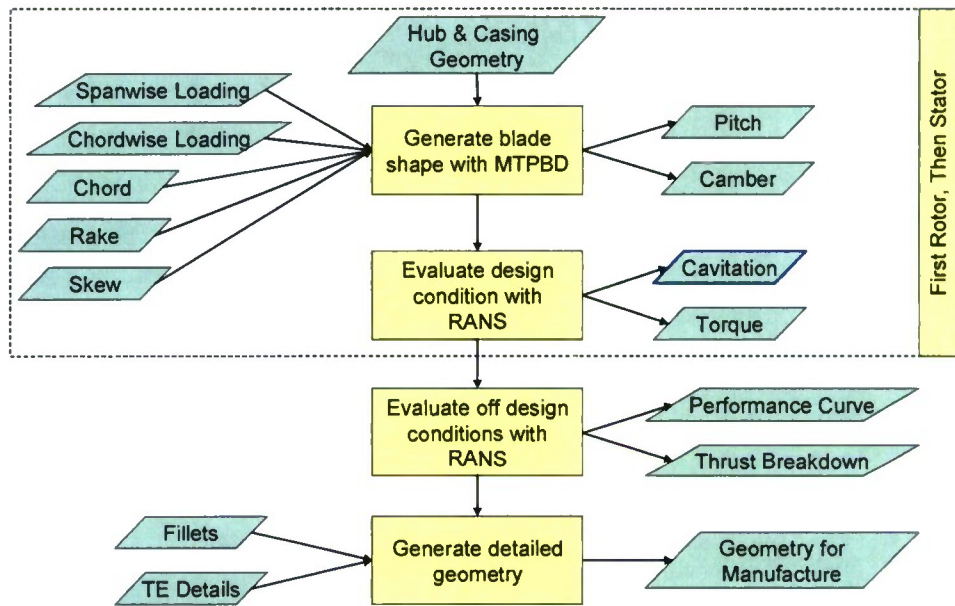 Hub & Casing
Geometry
Spanwise Loading
Chordwise Loading
Chord
Rake
Skew
Generate blade
shape with MTPBD
Pitch
Camber
Evaluate design
condition with
RANS
Cavitation
Torque
First Rotor, Then Stator
Evaluate off design
conditions with
RANS
Performance Curve
Thrust Breakdown
Fillets
TE Details
Generate detailed
geometry
Geometry for
Manufacture